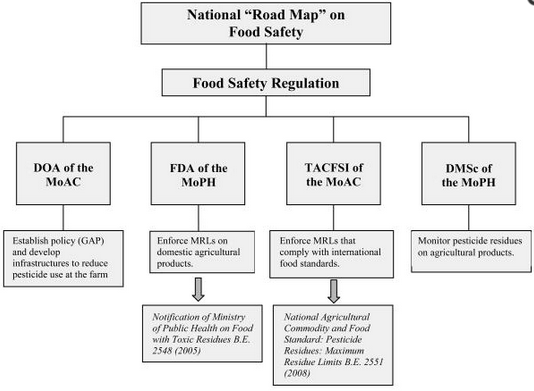 National “Road Map” on
Food Safety
Food Safety Regulation
DOA of the
MoAC
FDA of the
MoPH
TACFSI of
the MoAC
DMSc of
the MoPH
Establish policy (GAP)
and develop
infrastructures to reduce
pesticide use at the farm
Enforce MRLs on
domestic agricultural
products.
Enforce MRLs that
comply with international
food standards.
Monitor pesticide residues
on agricultural products.
Notification of Ministry
of Public Health on Food
with Toxic Residues B.E.
2548 (2005)
National Agricultural
Commodity and Food
Standard: Pesticide
Residues: Maximum
Residue Limits B.E. 2551
(2008)